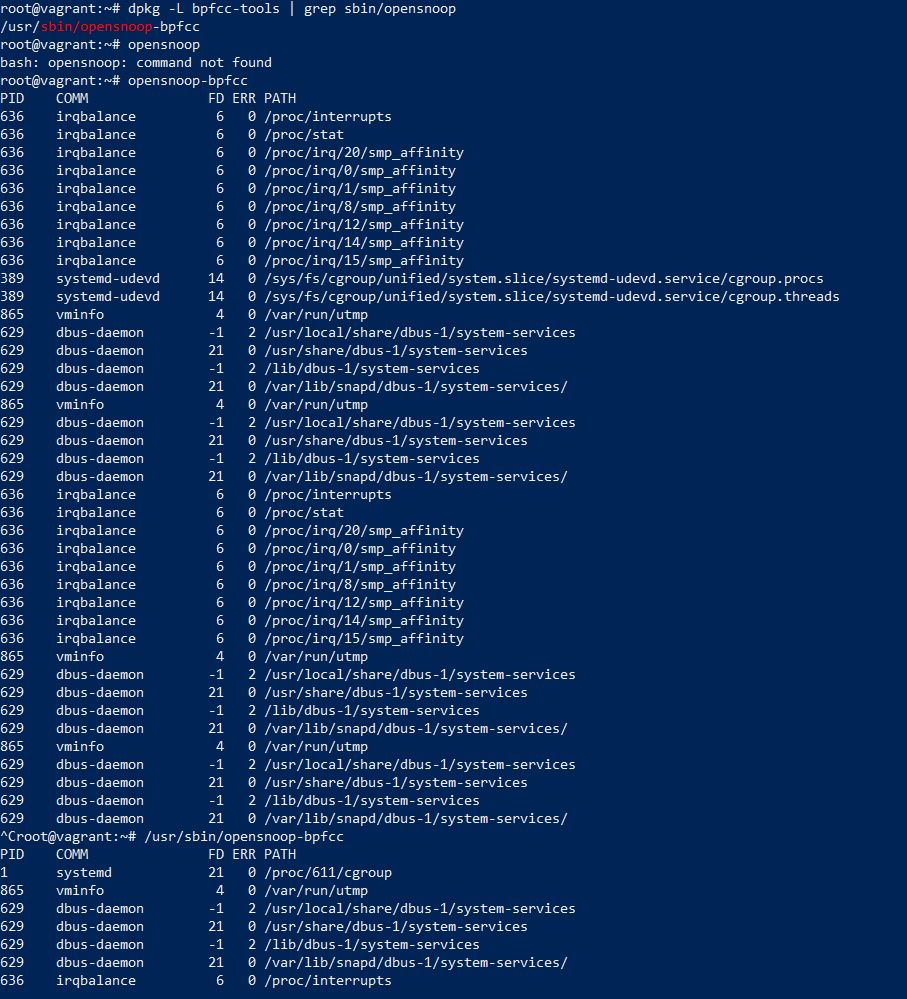 root@vagrant:~# dpkg -L bpfcc-tools | grep sbin/opensnoop
/usr/sbin/opensnoop-bpfcc
root@vagrant:~# opensnoop
bash: opensnoop: command not found
root@vagrant:~# opensnoop-bpfcc
PID    COMM               FD ERR PATH
636    irqbalance          6   0 /proc/interrupts
636    irqbalance          6   0 /proc/stat
636    irqbalance          6   0 /proc/irq/20/smp_affinity
636    irqbalance          6   0 /proc/irq/0/smp_affinity
636    irqbalance          6   0 /proc/irq/1/smp_affinity
636    irqbalance          6   0 /proc/irq/8/smp_affinity
636    irqbalance          6   0 /proc/irq/12/smp_affinity
636    irqbalance          6   0 /proc/irq/14/smp_affinity
636    irqbalance          6   0 /proc/irq/15/smp_affinity
389    systemd-udevd      14   0 /sys/fs/cgroup/unified/system.slice/systemd-udevd.service/cgroup.procs
389    systemd-udevd      14   0 /sys/fs/cgroup/unified/system.slice/systemd-udevd.service/cgroup.threads
865    vminfo              4   0 /var/run/utmp
629    dbus-daemon        -1   2 /usr/local/share/dbus-1/system-services
629    dbus-daemon        21   0 /usr/share/dbus-1/system-services
629    dbus-daemon        -1   2 /lib/dbus-1/system-services
629    dbus-daemon        21   0 /var/lib/snapd/dbus-1/system-services/
865    vminfo              4   0 /var/run/utmp
629    dbus-daemon        -1   2 /usr/local/share/dbus-1/system-services
629    dbus-daemon        21   0 /usr/share/dbus-1/system-services
629    dbus-daemon        -1   2 /lib/dbus-1/system-services
629    dbus-daemon        21   0 /var/lib/snapd/dbus-1/system-services/
636    irqbalance          6   0 /proc/interrupts
636    irqbalance          6   0 /proc/stat
636    irqbalance          6   0 /proc/irq/20/smp_affinity
636    irqbalance          6   0 /proc/irq/0/smp_affinity
636    irqbalance          6   0 /proc/irq/1/smp_affinity
636    irqbalance          6   0 /proc/irq/8/smp_affinity
636    irqbalance          6   0 /proc/irq/12/smp_affinity
636    irqbalance          6   0 /proc/irq/14/smp_affinity
636    irqbalance          6   0 /proc/irq/15/smp_affinity
865    vminfo              4   0 /var/run/utmp
629    dbus-daemon        -1   2 /usr/local/share/dbus-1/system-services
629    dbus-daemon        21   0 /usr/share/dbus-1/system-services
629    dbus-daemon        -1   2 /lib/dbus-1/system-services
629    dbus-daemon        21   0 /var/lib/snapd/dbus-1/system-services/
865    vminfo              4   0 /var/run/utmp
629    dbus-daemon        -1   2 /usr/local/share/dbus-1/system-services
629    dbus-daemon        21   0 /usr/share/dbus-1/system-services
629    dbus-daemon        -1   2 /lib/dbus-1/system-services
629    dbus-daemon        21   0 /var/lib/snapd/dbus-1/system-services/
^Croot@vagrant:~# /usr/sbin/opensnoop-bpfcc
PID    COMM               FD ERR PATH
1      systemd            21   0 /proc/611/cgroup
865    vminfo              4   0 /var/run/utmp
629    dbus-daemon        -1   2 /usr/local/share/dbus-1/system-services
629    dbus-daemon        21   0 /usr/share/dbus-1/system-services
629    dbus-daemon        -1   2 /lib/dbus-1/system-services
629    dbus-daemon        21   0 /var/lib/snapd/dbus-1/system-services/
636    irqbalance          6   0 /proc/interrupts